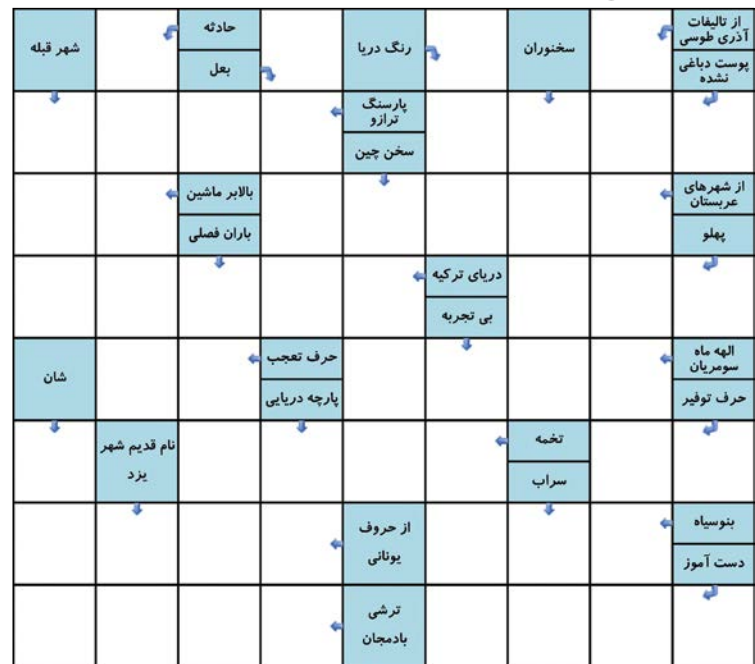 از تالیفات
آذری طوسی
پوست دباغی
نشده
سخنوران
رنگ دریا
حادثه
بعل
شهر قبله
پارسنگ
ترازو
سخن چین
از شهرهای
عربستان
پهلو
بالابر ماشین
باران فصلی
دریای ترکیه
بی تجربه
الهه ماه
سومریان
حرف توفیر
حرف تعجب
پارچه دریایی
شان
تخمه
سراب
نام قدیم شهر
یزد
بنوسیاه
دست آموز
از حروف
یونانی
ترشی
بادمجان